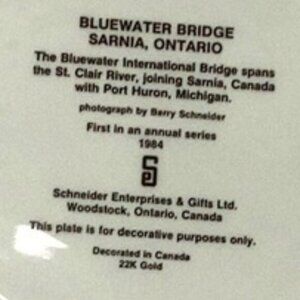 BLUEWATER BRIDGE
SARNIA, ONTARIO
The Bluewater International Bridge spans
the St. Clair River, joining Sarnia, Canada
with Port Huron, Michigan.
photograph by Berry Schneider
First in an annual series
1984
Schneider Enterprises & Gifts Ltd.
Woodstock, Ontario, Canada
This plate is for decorative purposes only.
Decorated in Canada
22K Gold